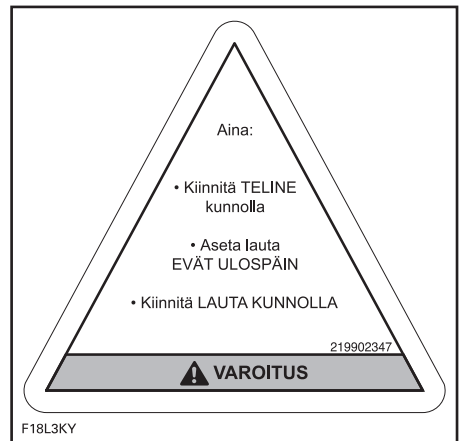 Aina:
• Kiinnitä TELINE
kunnolla
• Aseta lauta
EVÄT ULOSPÄIN
• Kiinnitä LAUTA KUNNOLLA
219902347
VAROITUS
F18L3KY